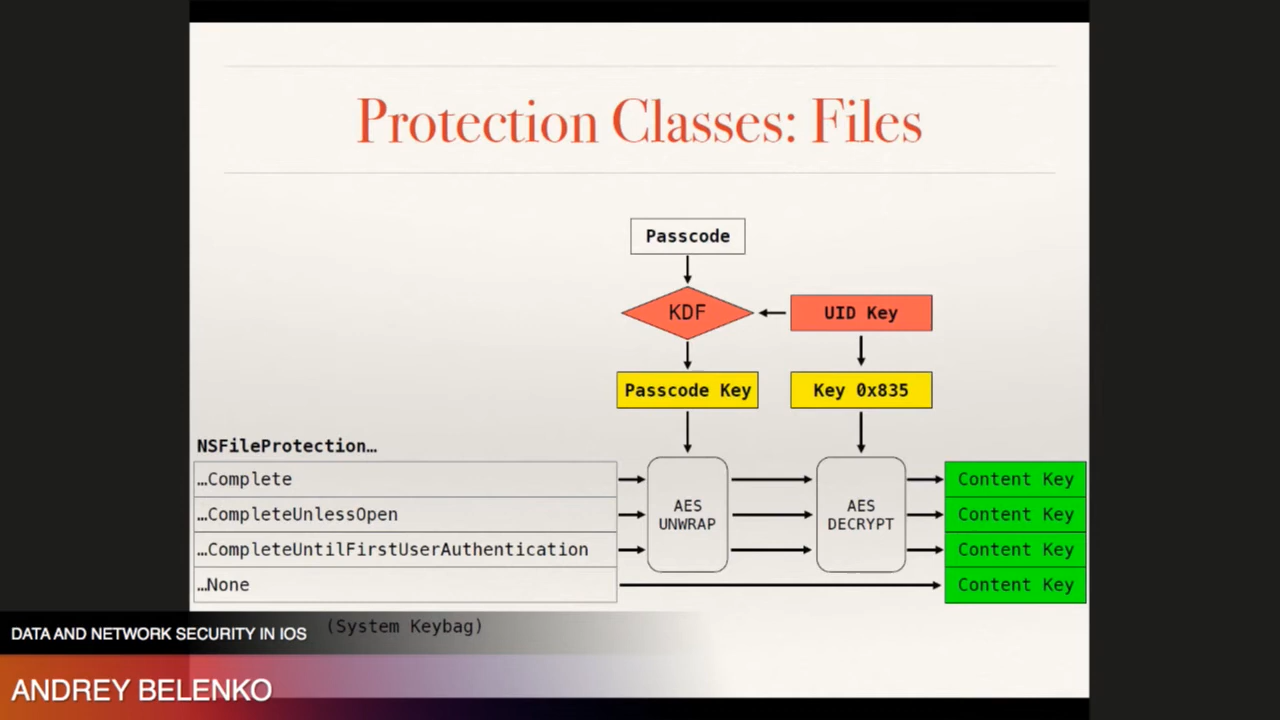 Protection Classes: Files
Passcode
KDF
UID Key
Passcode Key
Key 0x835
NSFileProtection…
…Complete
…CompleteUnlessOpen
…CompleteUntilFirstUserAuthentication
…None
AES
UNWRAP
AES
DECRYPT
Content Key
Content Key
Content Key
Content Key
(System Keybag)
DATA AND NETWORK SECURITY IN IOS
ANDREY BELENKO